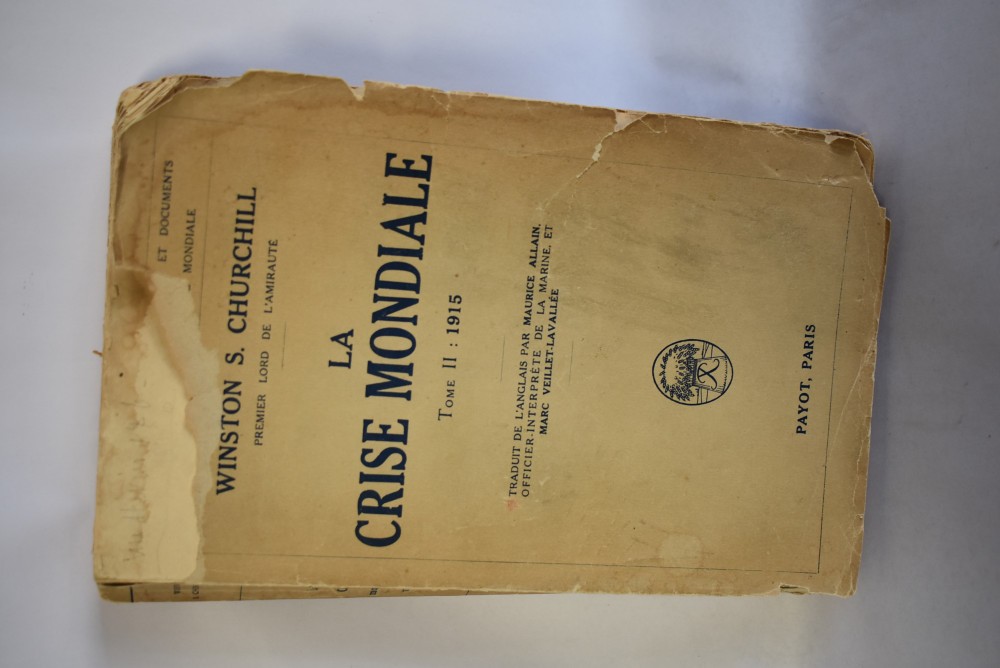 ET DOCUMENTS
MONDIALE
WINSTON S. CHURCHILL
PREMIER LORD DE L'AMIRAUTÉ
LA
CRISE MONDIALE
TOME II : 1915
TRADUIT DE L'ANGLAIS PAR MAURICE ALLAIN,
OFFICIER-INTERPRÈTE DE LA MARINE, ET
MARC VEILLET-LAVALLÉE
PAYOT, PARIS